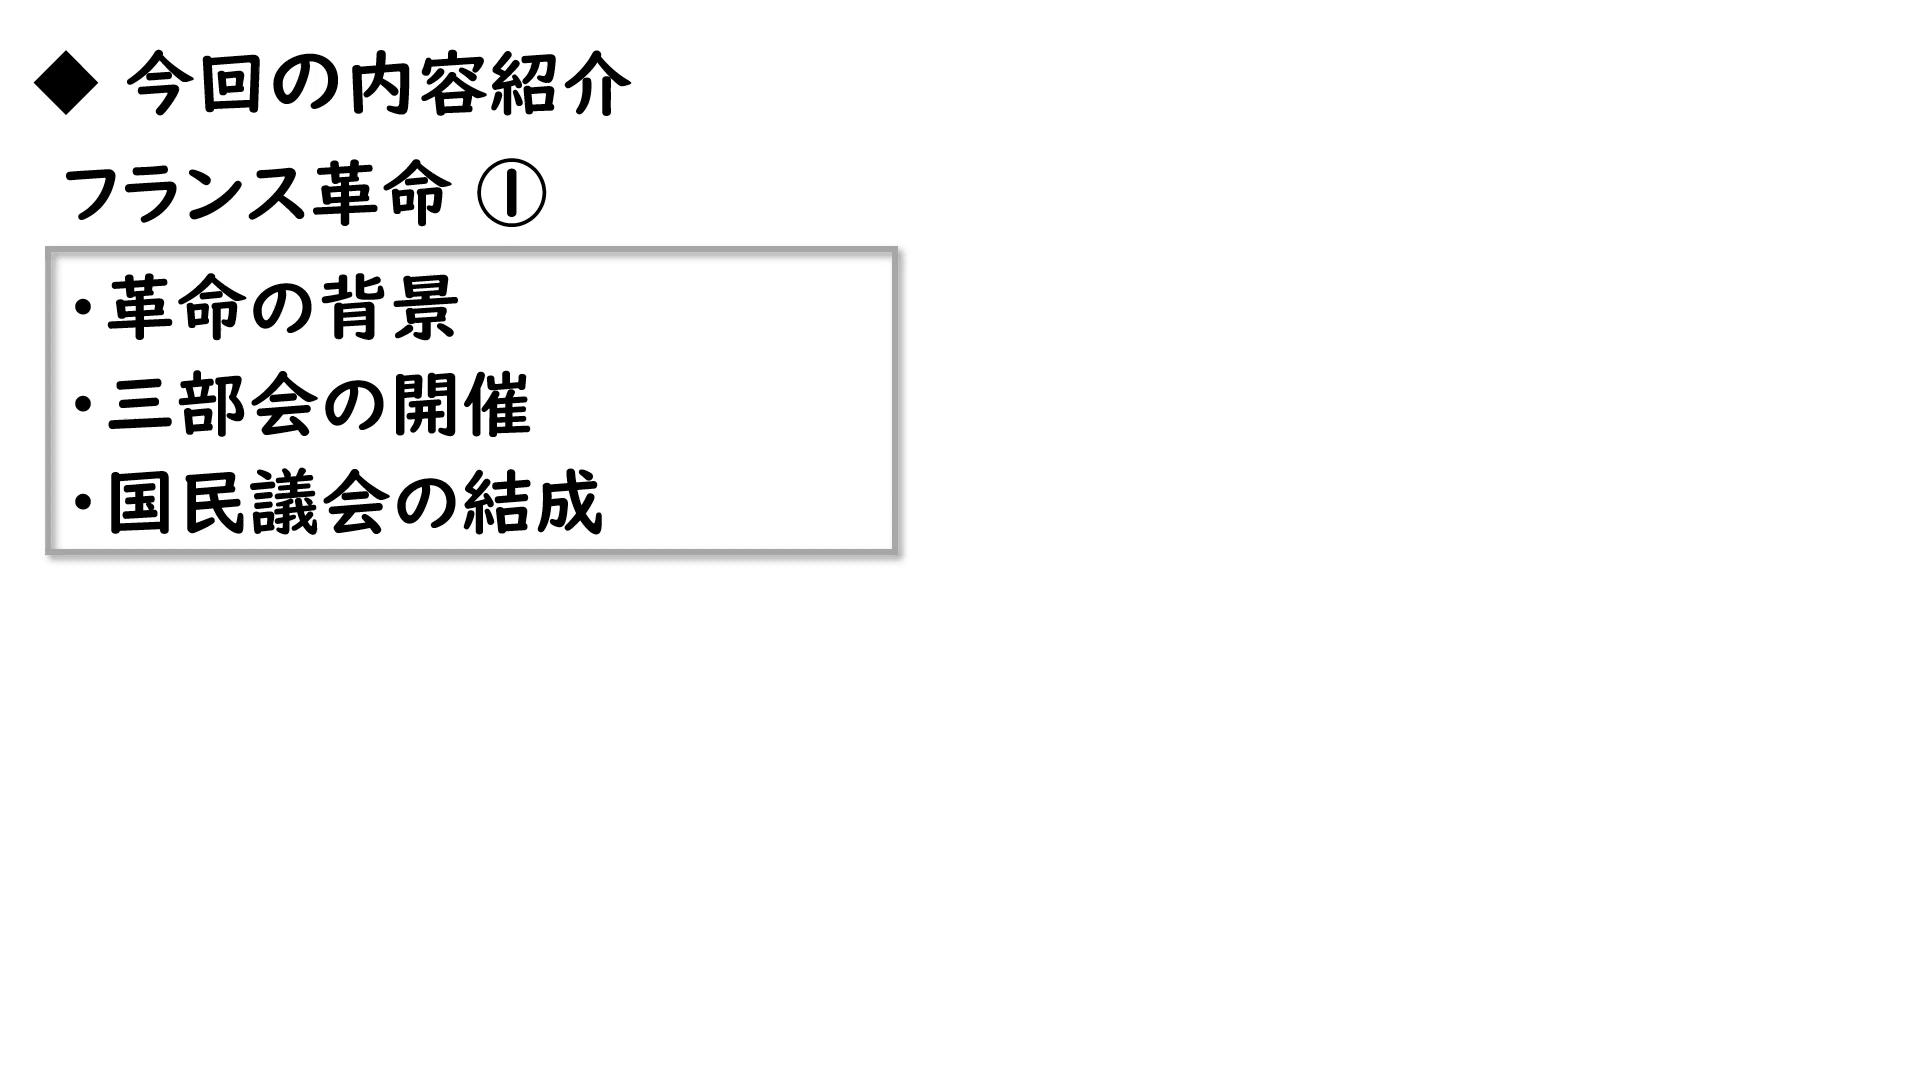 ◆ 今回の内容紹介
フランス革命 ①
・革命の背景
・三部会の開催
・国民議会の結成